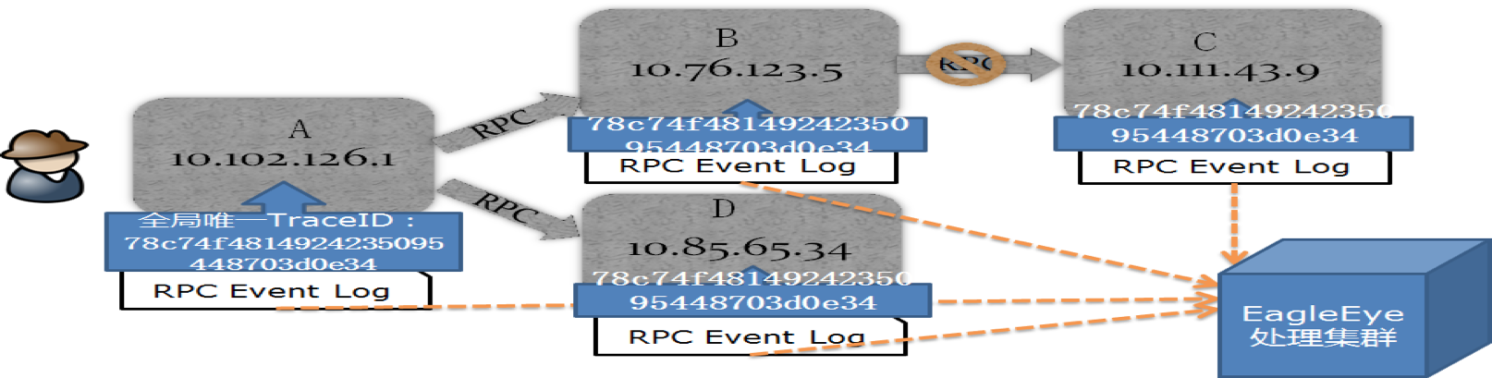 A
10.102.126.1
全局唯一TraceID：
78c74f4814924235095
448703d0e34
RPC Event Log
RPC
RPC
B
10.76.123.5
78c74f48149242350
95448703d0e34
RPC Event Log
RPC
C
10.111.43.9
78c74f48149242350
95448703d0e34
RPC Event Log
D
10.85.65.34
78c74f48149242350
95448703d0e34
RPC Event Log
EagleEye
处理集群